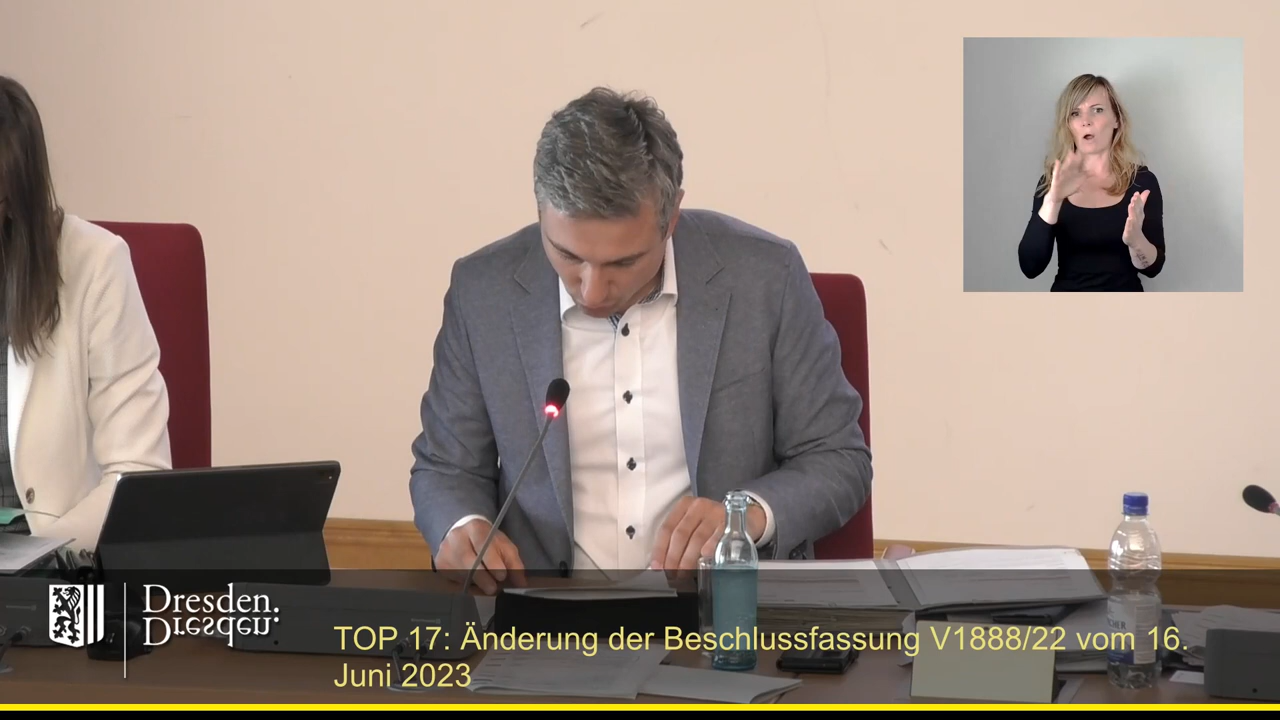 Dresden.
Dresden.
TOP 17: Änderung der Beschlussfassung V1888/22 vom 16.
Juni 2023